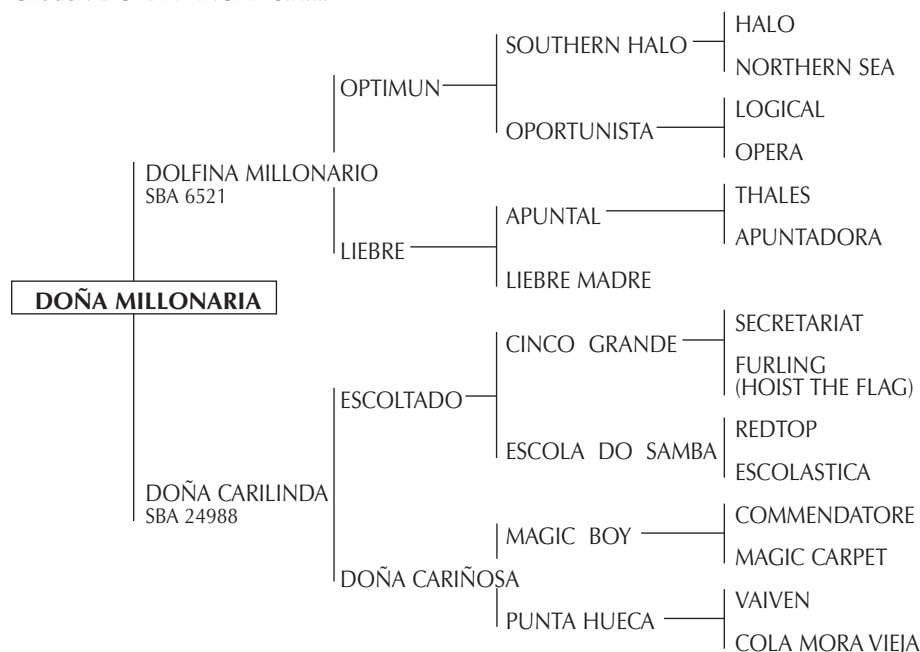 HALO
SOUTHERN HALO
NORTHERN SEA
OPTIMUN
LOGICAL
OPORTUNISTA
OPERA
DOLFINA MILLONARIO
SBA 6521
THALES
APUNTAL
APUNTADORA
LIEBRE
LIEBRE MADRE
DOÑA MILLONARIA
SECRETARIAT
CINCO GRANDE
FURLING
(HOIST THE FLAG)
ESCOLTADO
REDTOP
ESCOLA DO SAMBA
ESCOLASTICA
DOÑA CARILINDA
SBA 24988
COMMENDATORE
MAGIC BOY
MAGIC CARPET
DOÑA CARIÑOSA
VAIVEN
PUNTA HUECA
COLA MORA VIEJA